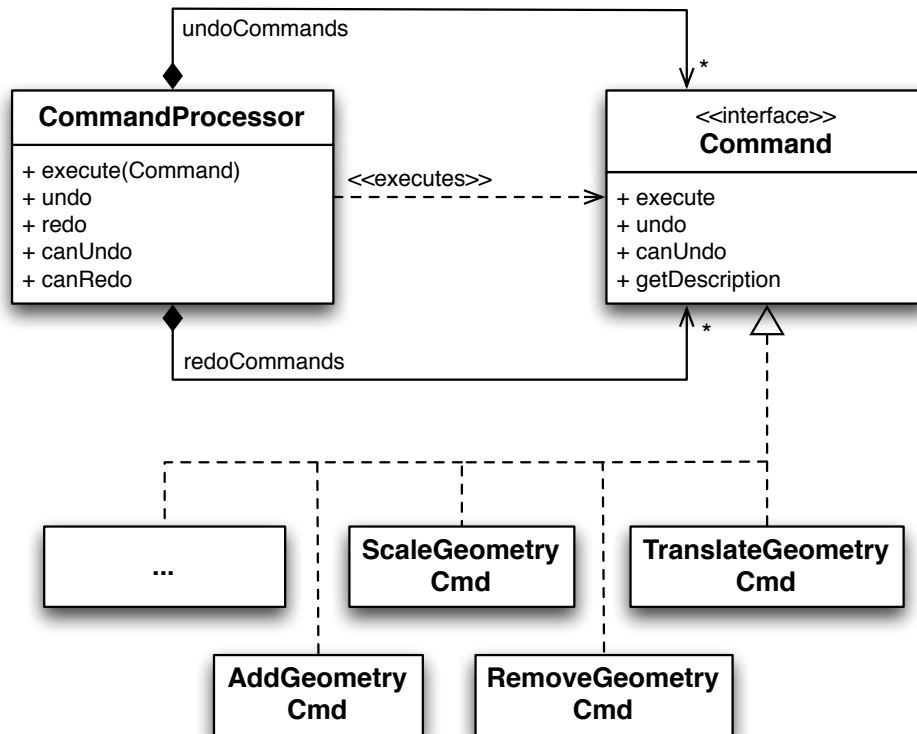 undoCommands
*
CommandProcessor
+ execute(Command)
+ undo
+ redo
+ canUndo
+ canRedo
<<executes>>
<<interface>>
Command
+ execute
+ undo
+ canUndo
+ getDescription
redoCommands
*
...
ScaleGeometry
Cmd
TranslateGeometry
Cmd
AddGeometry
Cmd
RemoveGeometry
Cmd